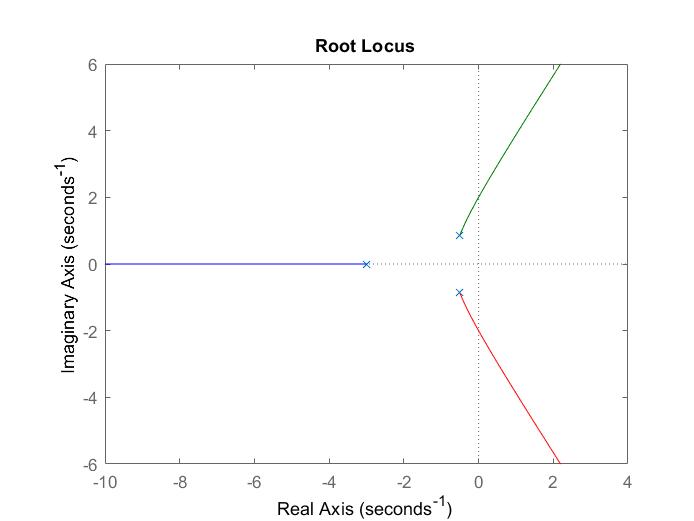 Root Locus
6
4
2
0
-2
-4
-6
Imaginary Axis (seconds⁻¹)
-10 -8 -6 -4 -2 0 2 4
Real Axis (seconds⁻¹)